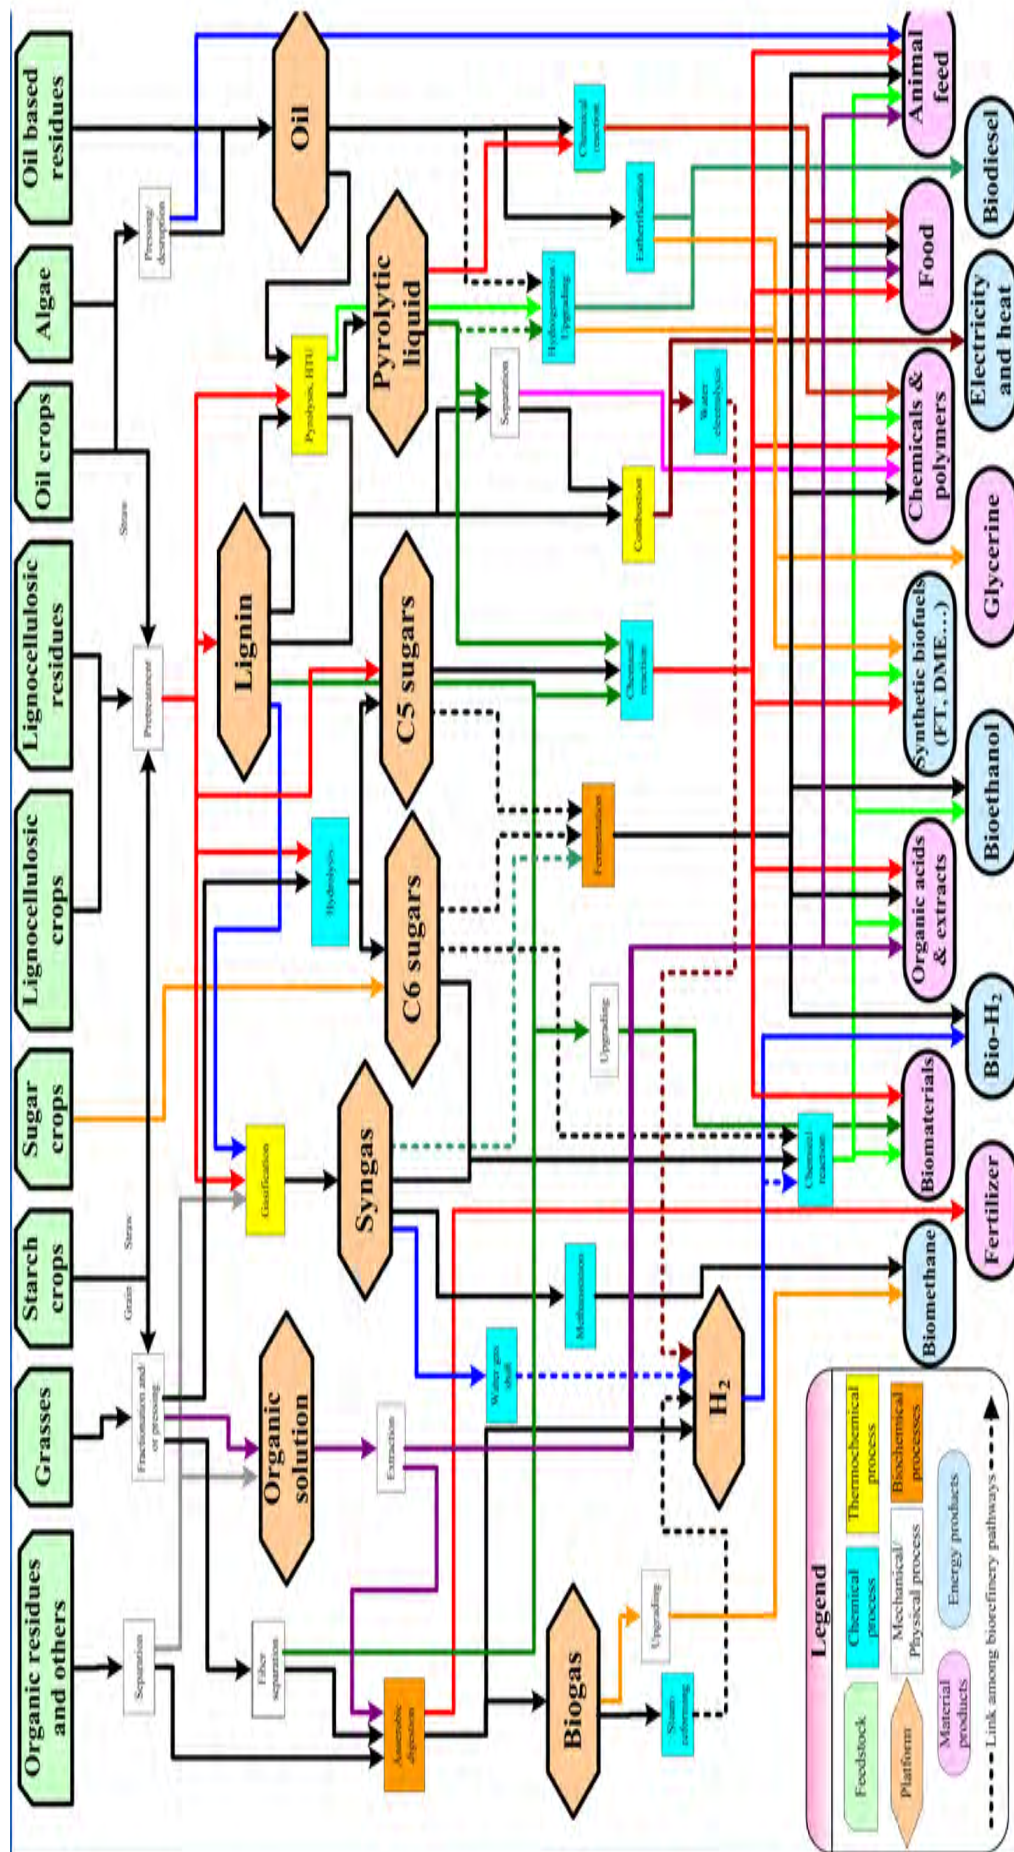 Organic residues
and others
Grasses
Starch
crops
Sugar
crops
Lignocellulosic
crops
Lignocellulosic
residues
Oil crops
Algae
Oil based
residues
Grain
Straw
Straw
Separation
Fractionation and/
or pressing
Pretreatment
Pressing/
desruption
Fiber
separation
Organic
solution
Gasification
Lignin
Oil
Hydrolysis
Pyrolysis, HTU
Extraction
Syngas
C6 sugars
C5 sugars
Pyrolytic
liquid
Anaerobic
digestion
Water gas
shift
Separation
Hydrogenation /
Upgrading
Chemical
reaction
Biogas
Methanation
Upgrading
Fermentation
Chemical
reaction
Combustion
Estherification
Upgrading
Steam
reforming
H₂
Water
electrolysis
Chemical
reaction
Biomethane
Biomaterials
Organic acids
& extracts
Synthetic biofuels
(FT, DME…)
Chemicals &
polymers
Food
Animal
feed
Fertilizer
Bio-H₂
Bioethanol
Glycerine
Electricity
and heat
Biodiesel
Legend
Feedstock
Chemical
process
Thermochemical
process
Platform
Mechanical/
Physical process
Biochemical
processes
Material
products
Energy products
Link among biorefinery pathways